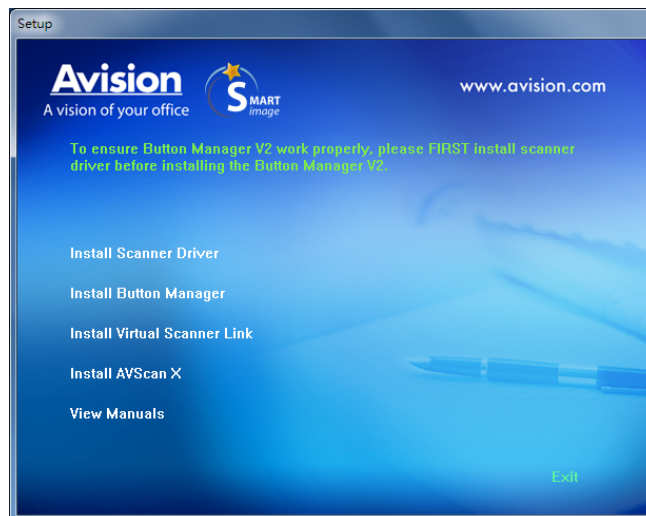 Setup
Avision
A vision of your office
SMART
image
www.avision.com
To ensure Button Manager V2 work properly, please FIRST install scanner
driver before installing the Button Manager V2.
Install Scanner Driver
Install Button Manager
Install Virtual Scanner Link
Install AVScan X
View Manuals
Exit